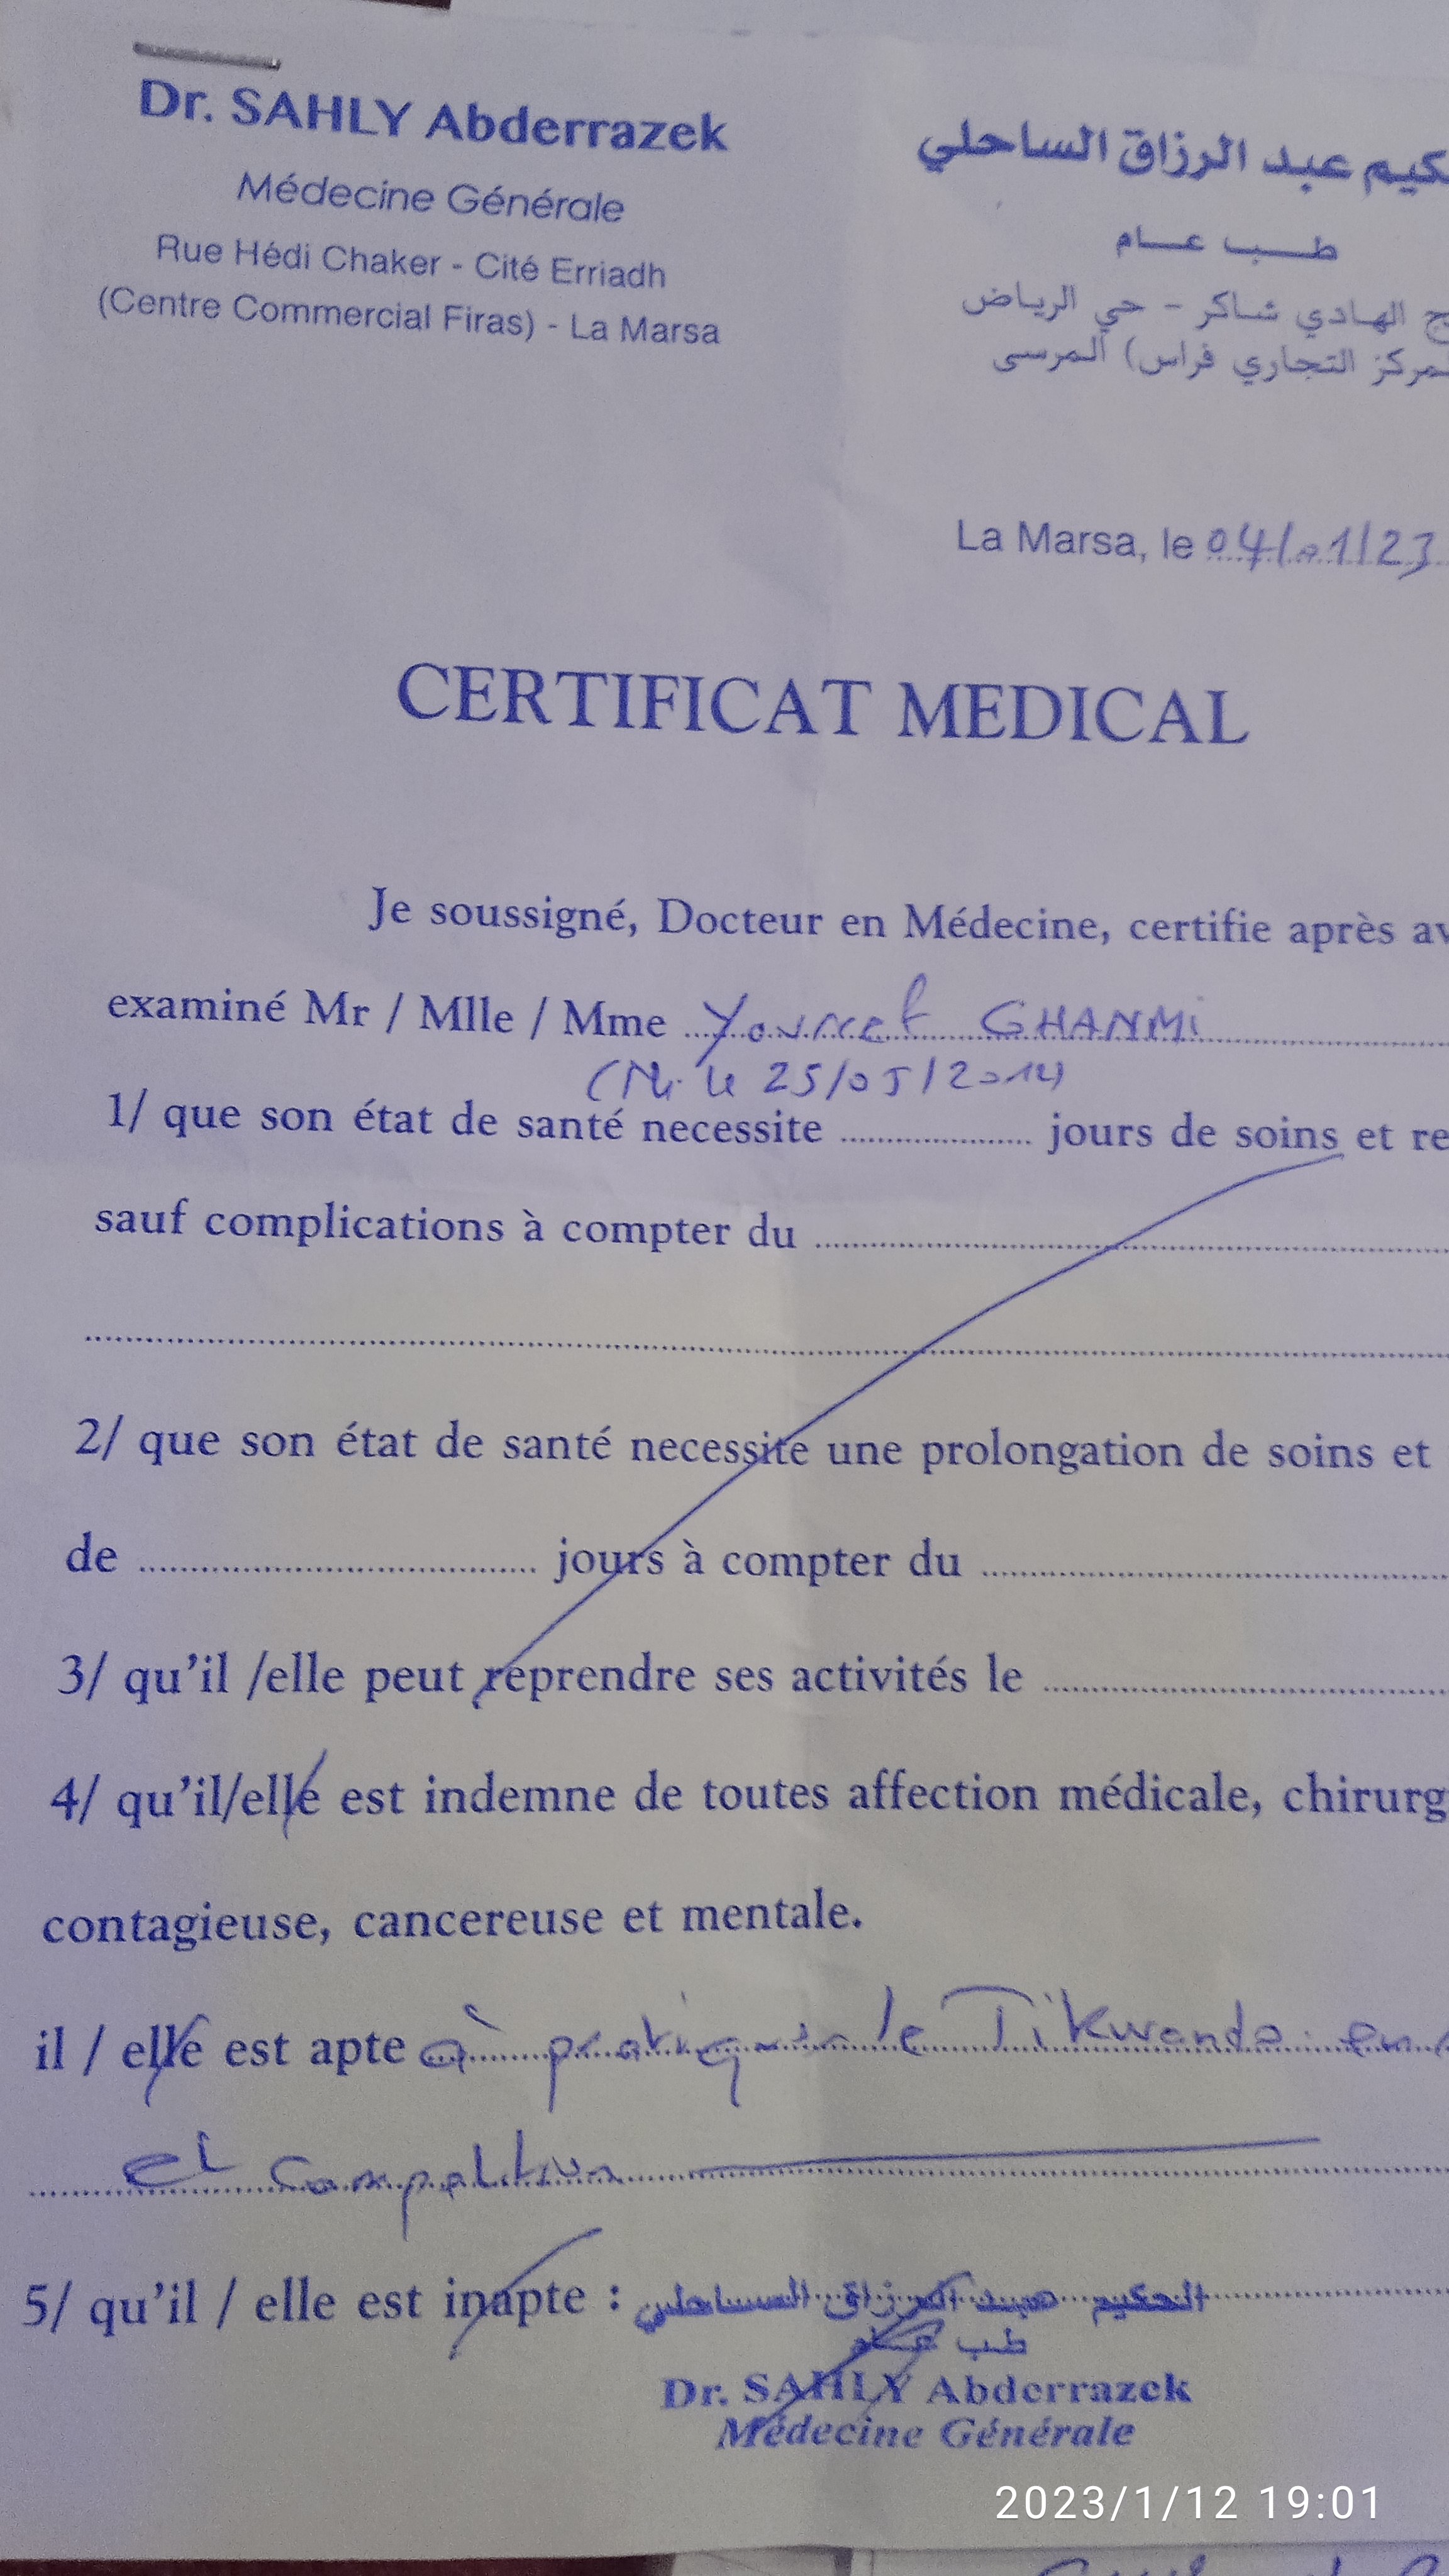 Dr. SAHLY Abderrazek
Médecine Générale
Rue Hédi Chaker - Cité Erriadh
(Centre Commercial Firas) - La Marsa
كيم عبد الرزاق الساحلي
طب عام
ج الهادي شاكر - حي الرياض
مركز التجاري فراس) المرسى
La Marsa, le 04/01/23
CERTIFICAT MEDICAL
Je soussigné, Docteur en Médecine, certifie après av
examiné Mr / Mlle / Mme Youssef GHANMi
le 25/05/2014)
1/ que son état de santé necessite .................... jours de soins et re
sauf complications à compter du ....................
2/ que son état de santé necessite une prolongation de soins et
de .................... jours à compter du ....................
3/ qu'il /elle peut reprendre ses activités le ....................
4/ qu'il/elle est indemne de toutes affection médicale, chirurg
contagieuse, cancereuse et mentale.
il / elle est apte à pratiquer le Tikwando en
et compétition
5/ qu'il / elle est inapte :
الحكيم عبد الرزاق الساحلي
طب عام
Dr. SAHLY Abderrazek
Médecine Générale
2023/1/12 19:01